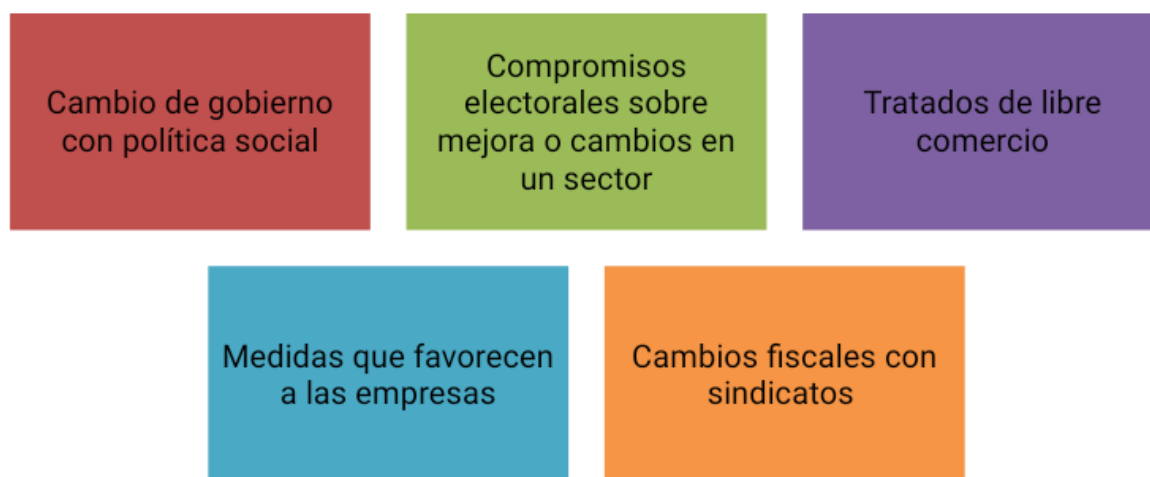 Cambio de gobierno
con política social
Compromisos
electorales sobre
mejora o cambios en
un sector
Tratados de libre
comercio
Medidas que favorecen
a las empresas
Cambios fiscales con
sindicatos